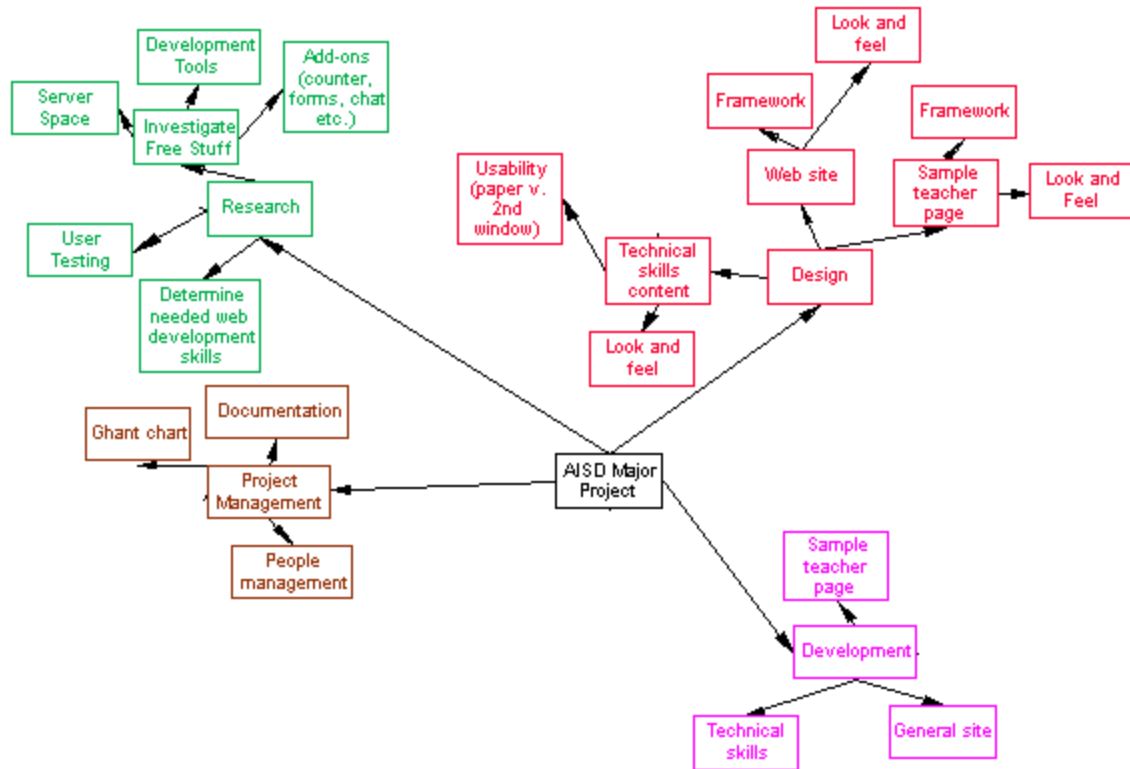 Development
Tools
Add-ons
(counter,
forms, chat
etc.)
Server
Space
Investigate
Free Stuff
Research
User
Testing
Determine
needed web
development
skills
Look and
feel
Framework
Framework
Usability
(paper v.
2nd
window)
Web site
Sample
teacher
page
Look and
Feel
Technical
skills
content
Design
Look and
feel
Documentation
Ghant chart
Project
Management
People
management
AISD Major
Project
Sample
teacher
page
Development
Technical
skills
General site